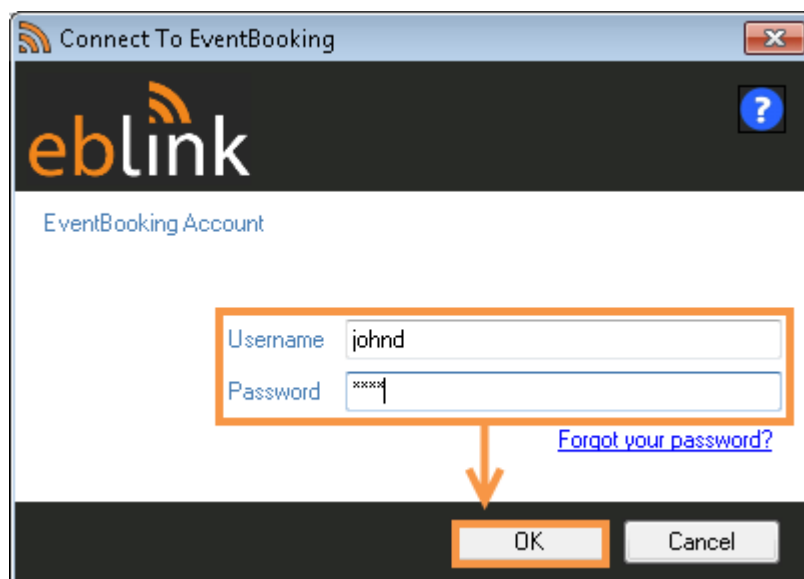 Connect To EventBooking
eblink
?
EventBooking Account
Username johnd
Password ****
Forgot your password?
OK Cancel